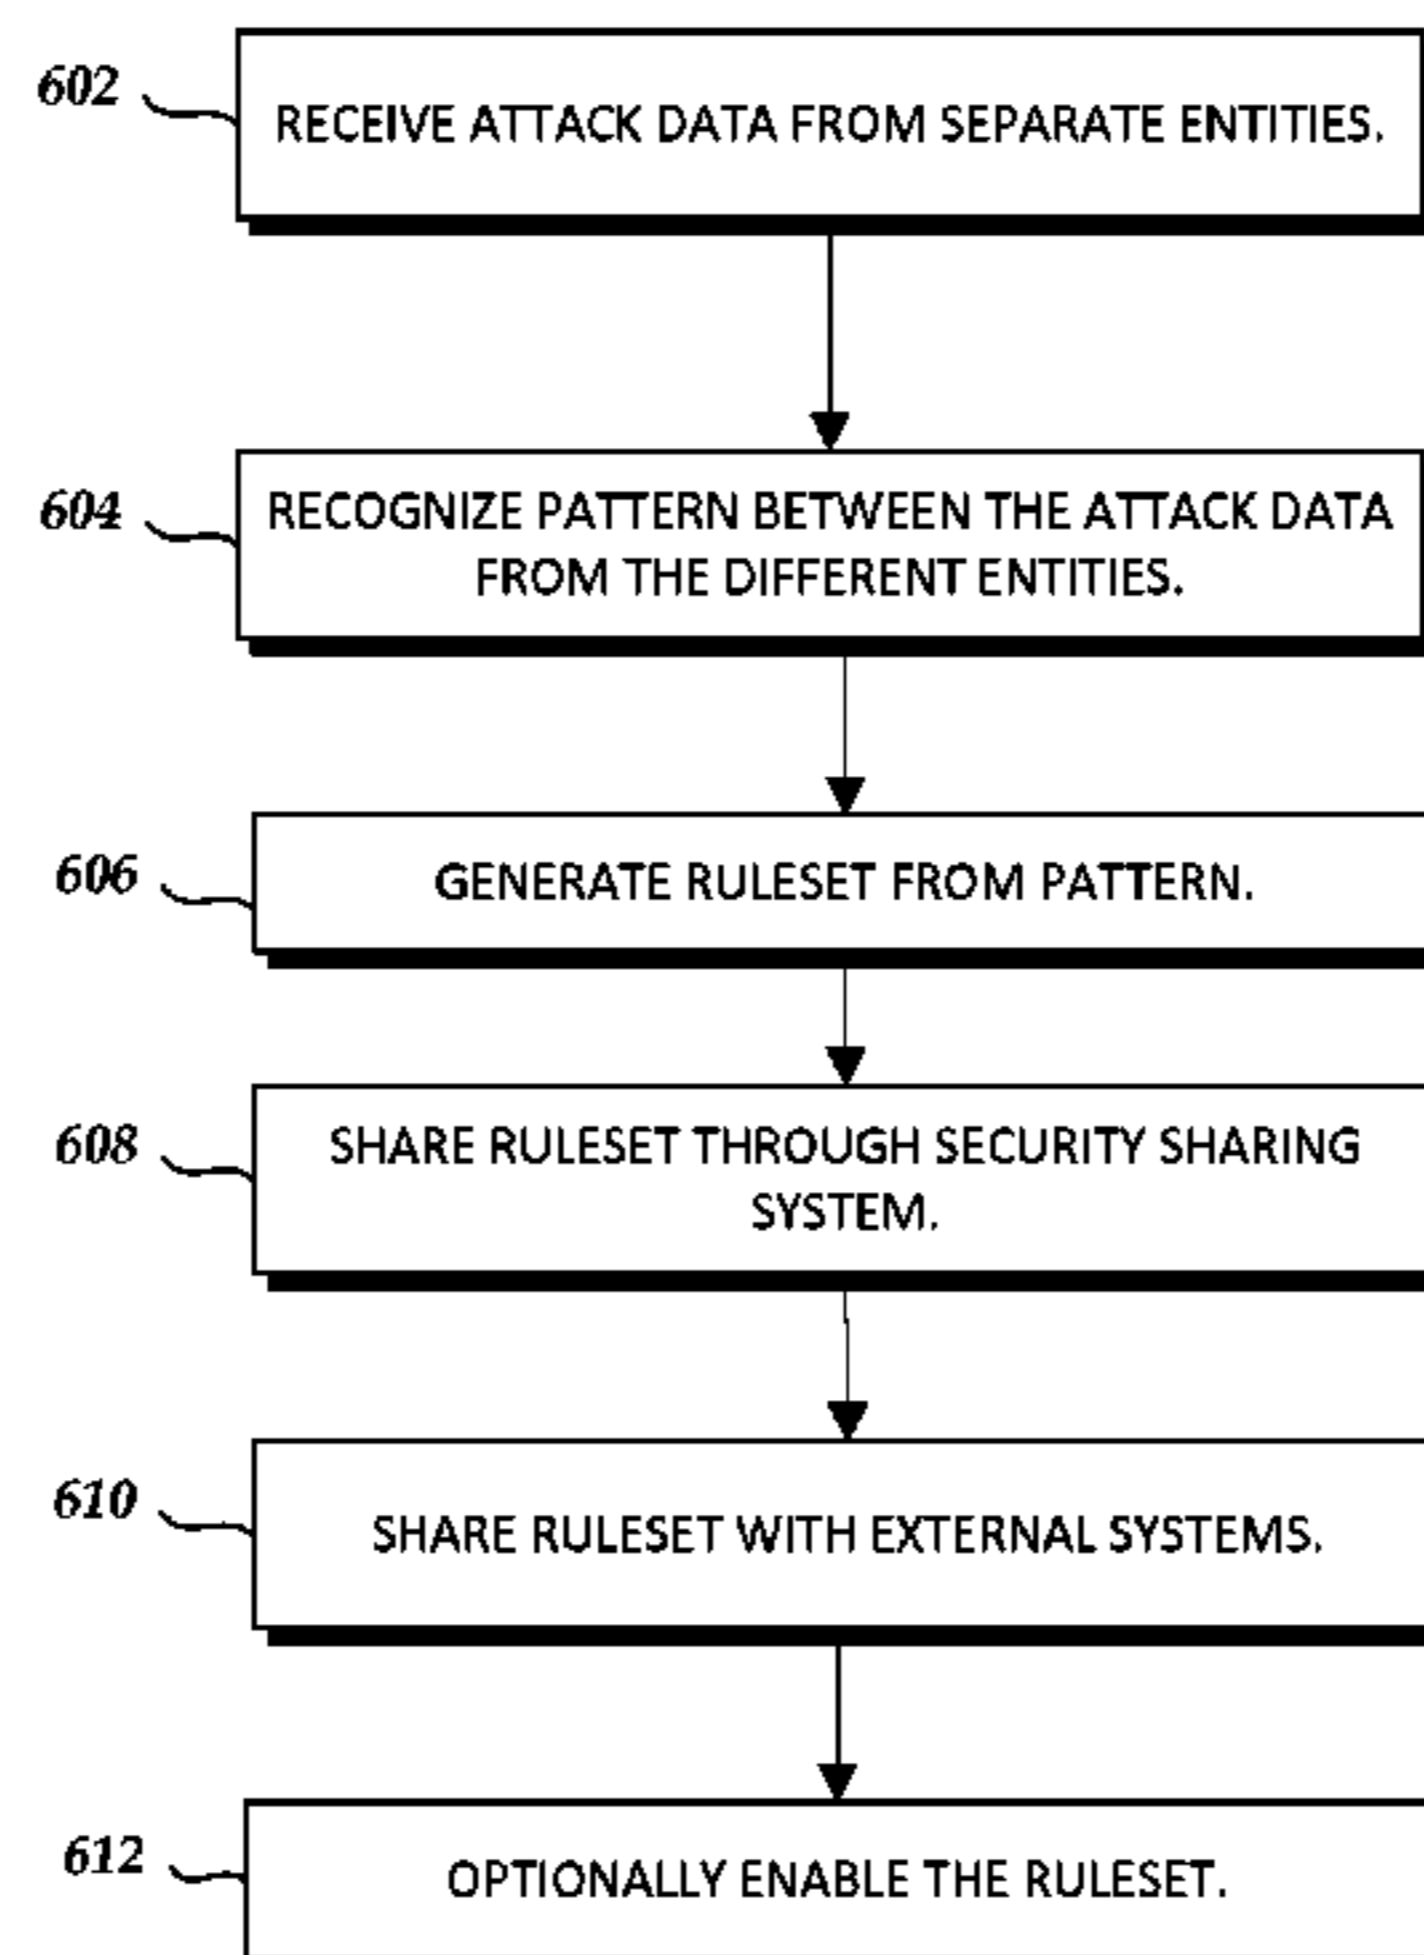 602
RECEIVE ATTACK DATA FROM SEPARATE ENTITIES.
604
RECOGNIZE PATTERN BETWEEN THE ATTACK DATA
FROM THE DIFFERENT ENTITIES.
606
GENERATE RULESET FROM PATTERN.
608
SHARE RULESET THROUGH SECURITY SHARING
SYSTEM.
610
SHARE RULESET WITH EXTERNAL SYSTEMS.
612
OPTIONALLY ENABLE THE RULESET.